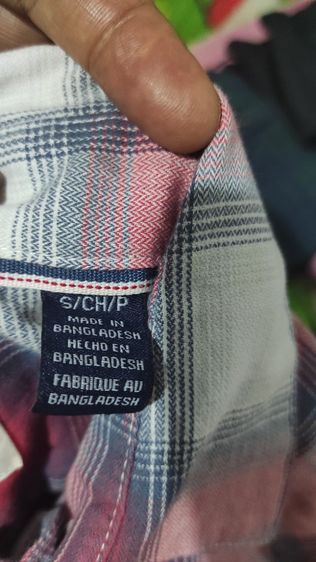 S/CH/P
MADE IN
BANGLADESH
HECHO EN
BANGLADESH
FABRIQUE AU
BANGLADESH